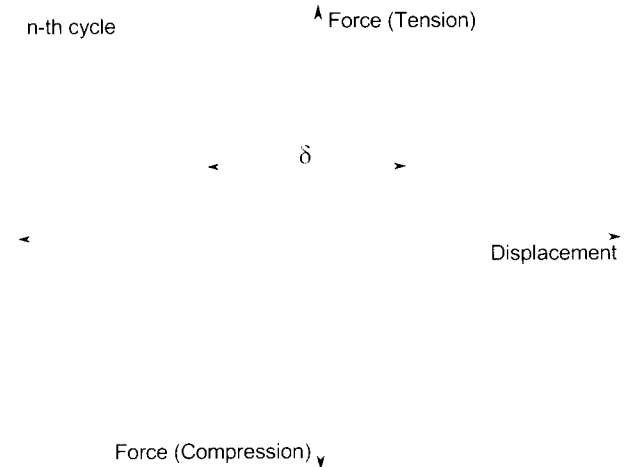 n-th cycle
Force (Tension)
δ
Displacement
Force (Compression)